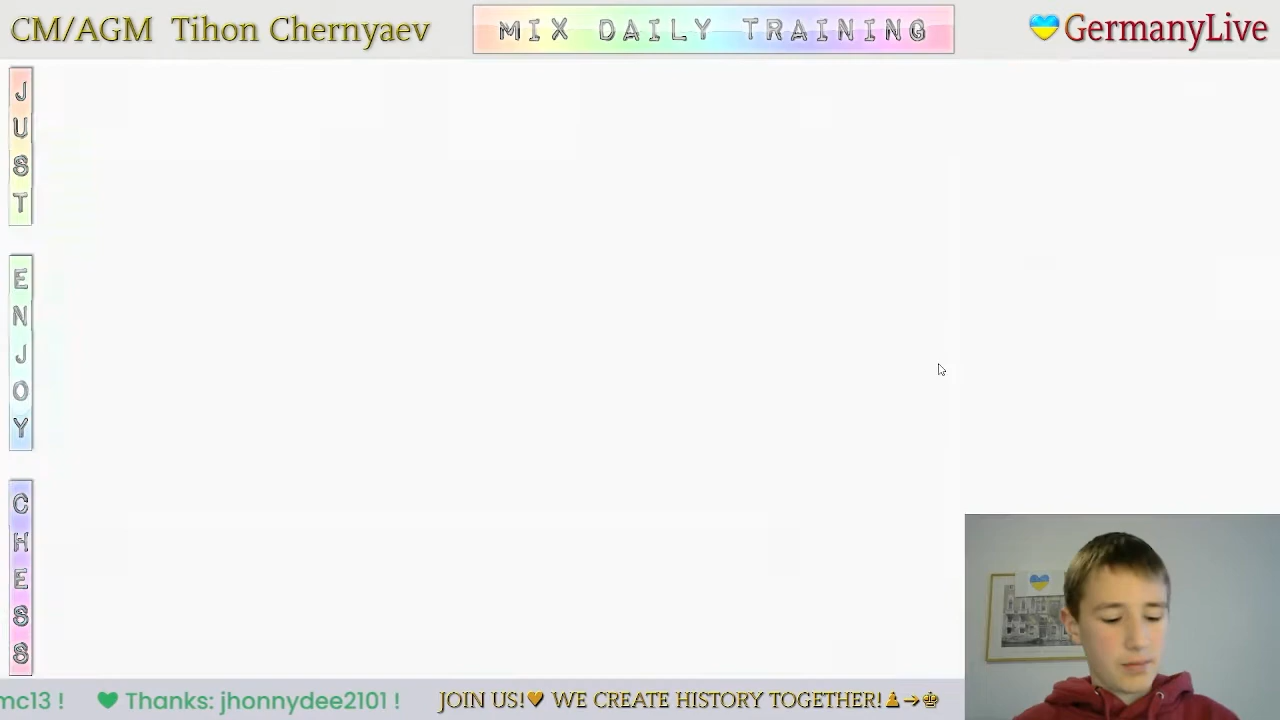 CM/AGM Tihon Chernyaev
MIX DAILY TRAINING
GermanyLive
JUST
ENJOY
CHESS
mc13 ! Thanks: jhonnydee2101 ! JOIN US! WE CREATE HISTORY TOGETHER!